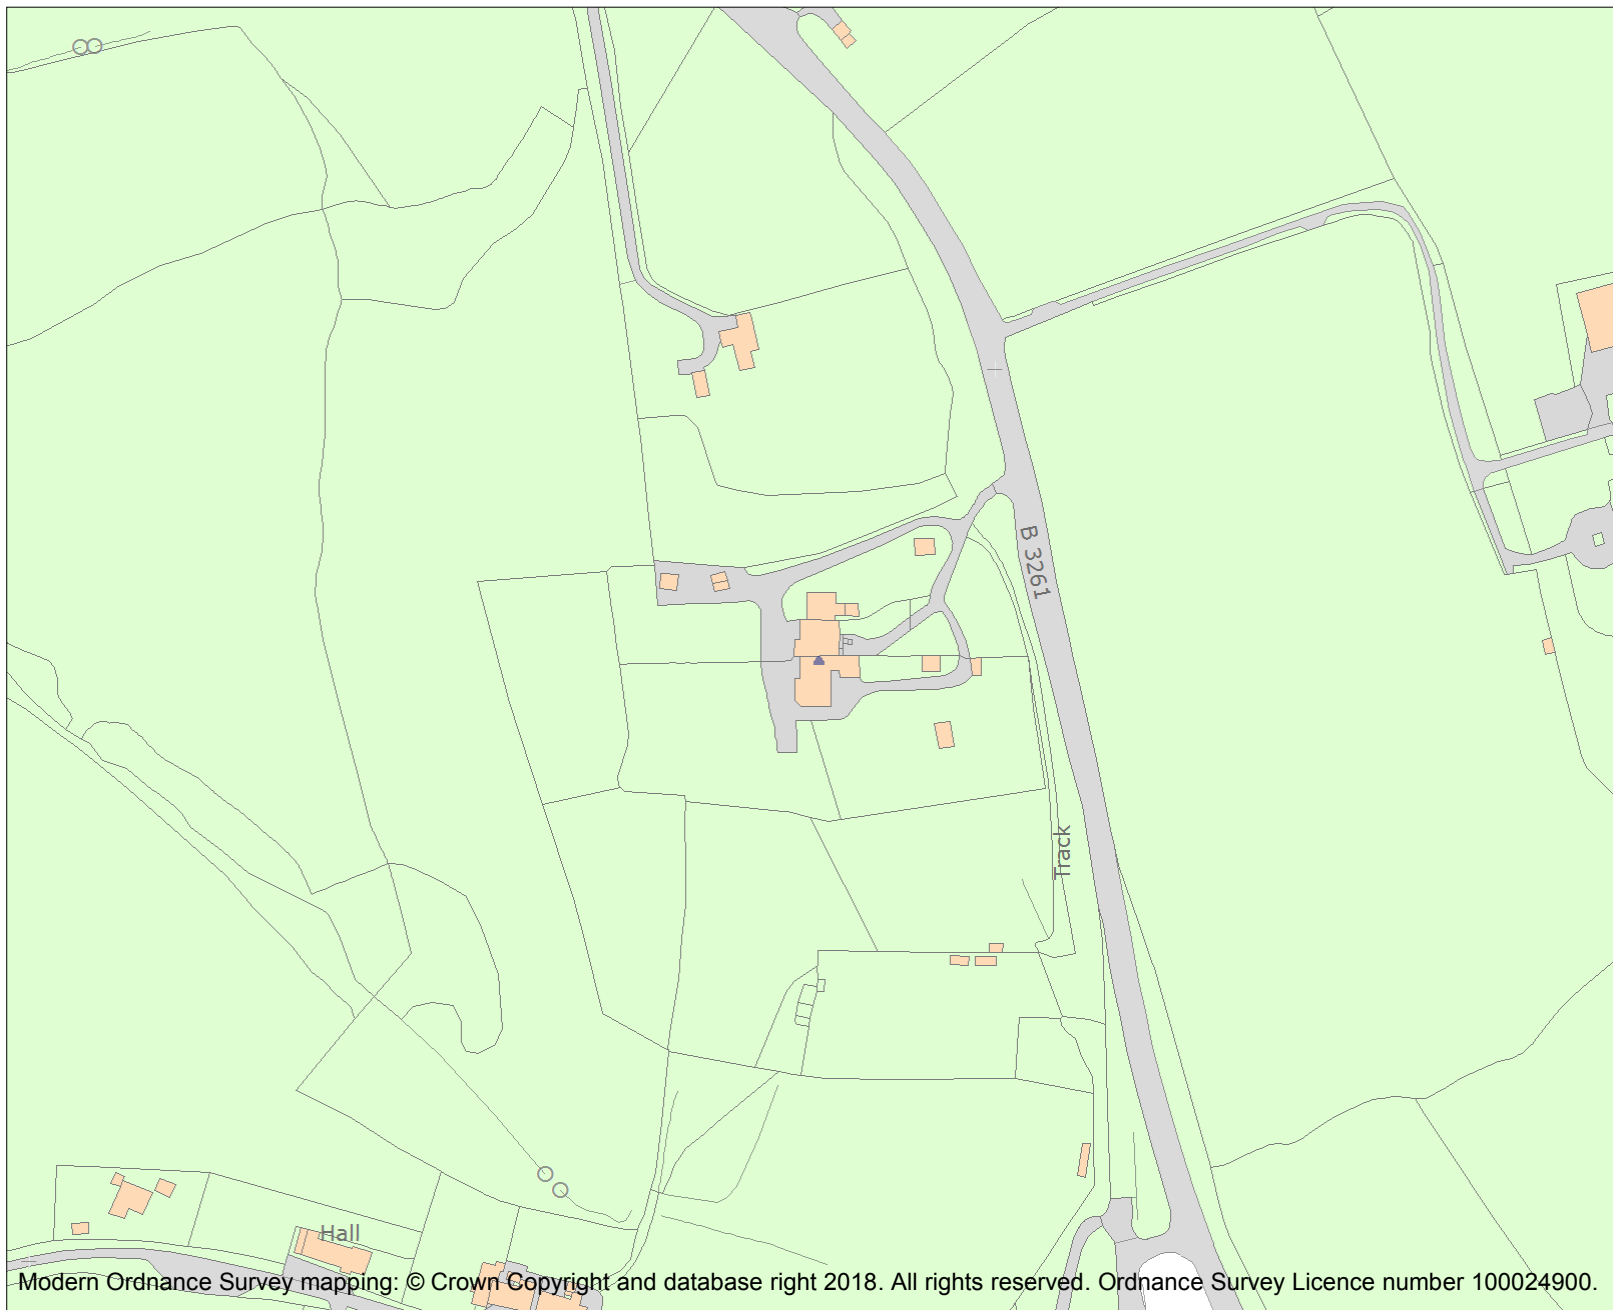 B 3261
Track
Hall
Modern Ordnance Survey mapping: © Crown Copyright and database right 2018. All rights reserved. Ordnance Survey Licence number 100024900.